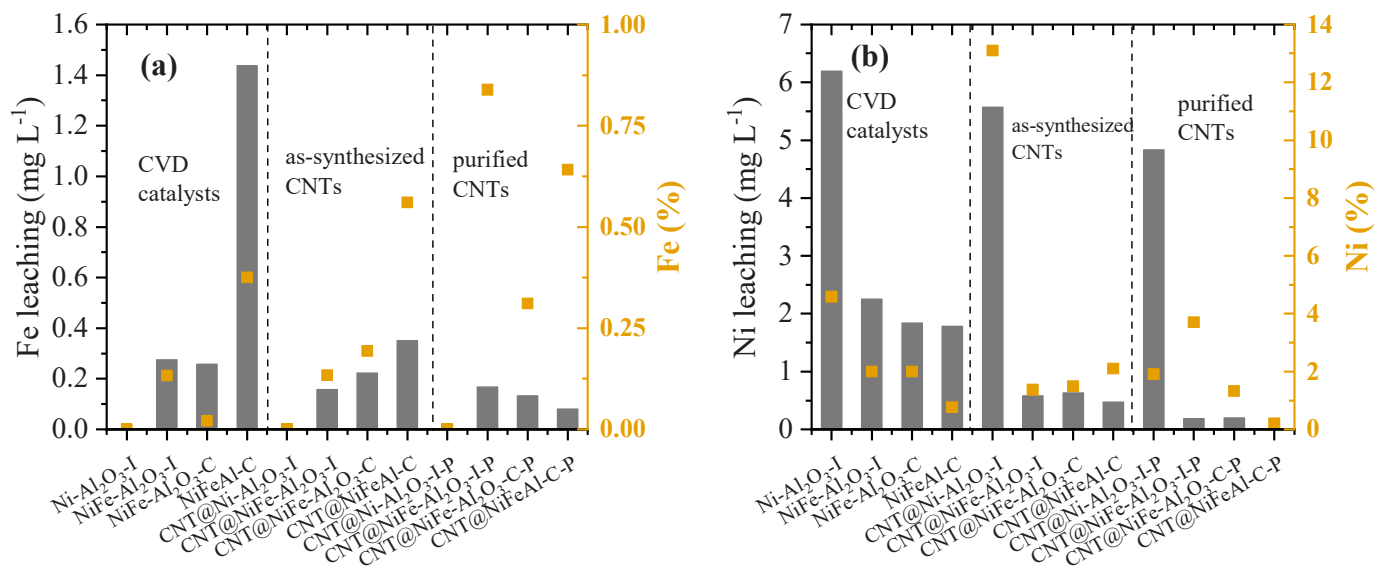 (a)
Fe leaching (mg L⁻¹)
1.6
1.4
1.2
1.0
0.8
0.6
0.4
0.2
0.0
CVD
catalysts
as-synthesized
CNTs
purified
CNTs
1.00
0.75
0.50
0.25
0.00
Fe (%)
Ni-Al₂O₃-I
NiFe-Al₂O₃-I
NiFe-Al₂O₃-C
NiFeAl-C
CNT@Ni-Al₂O₃-I
CNT@NiFe-Al₂O₃-I
CNT@NiFe-Al₂O₃-C
CNT@NiFeAl-C
CNT@Ni-Al₂O₃-I-P
CNT@NiFe-Al₂O₃-I-P
CNT@NiFe-Al₂O₃-C-P
CNT@NiFeAl-C-P
(b)
Ni leaching (mg L⁻¹)
7
6
5
4
3
2
1
0
CVD
catalysts
as-synthesized
CNTs
purified
CNTs
14
12
10
8
6
4
2
0
Ni (%)
Ni-Al₂O₃-I
NiFe-Al₂O₃-I
NiFe-Al₂O₃-C
NiFeAl-C
CNT@Ni-Al₂O₃-I
CNT@NiFe-Al₂O₃-I
CNT@NiFe-Al₂O₃-C
CNT@NiFeAl-C
CNT@Ni-Al₂O₃-I-P
CNT@NiFe-Al₂O₃-I-P
CNT@NiFe-Al₂O₃-C-P
CNT@NiFeAl-C-P